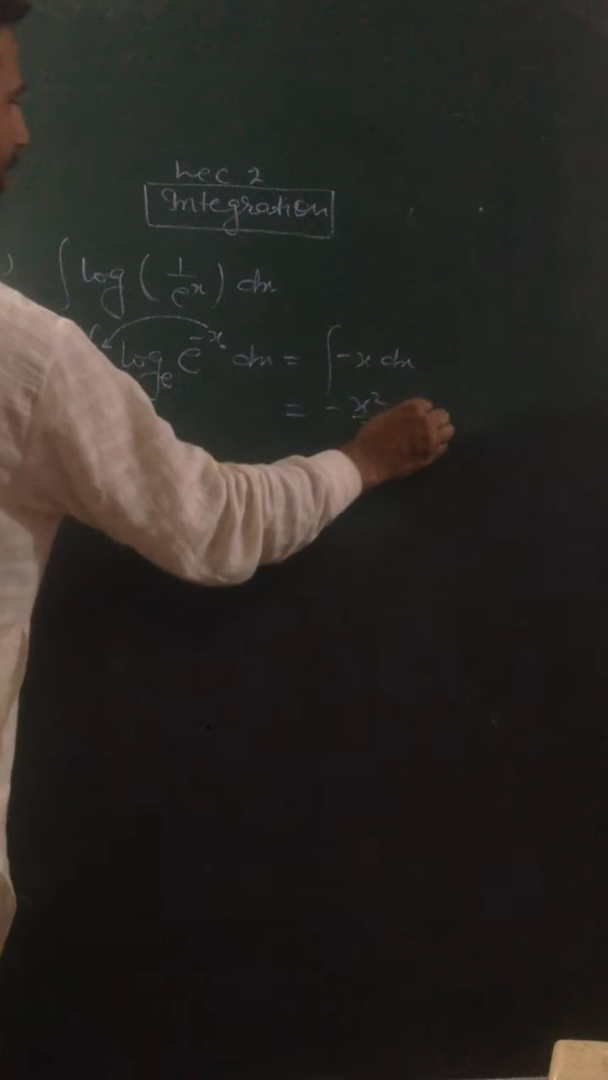 Lec. 2
Integration
) ∫ log (1/eˣ) dx
logₑ e⁻ˣ dx = ∫ -x dx
= -x²